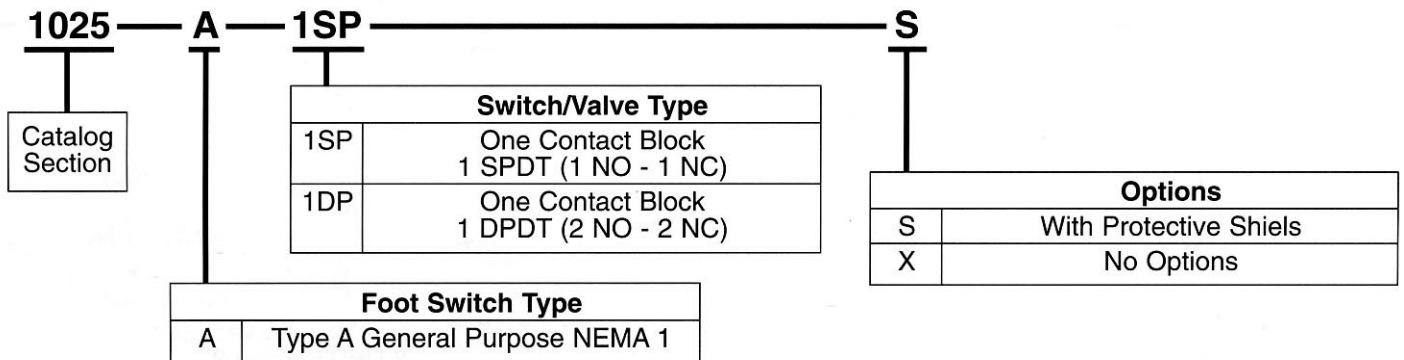 1025 A 1SP S
Catalog
Section
Switch/Valve Type
1SP One Contact Block
1 SPDT (1 NO - 1 NC)
1DP One Contact Block
1 DPDT (2 NO - 2 NC)
Options
S With Protective Shiels
X No Options
Foot Switch Type
A Type A General Purpose NEMA 1